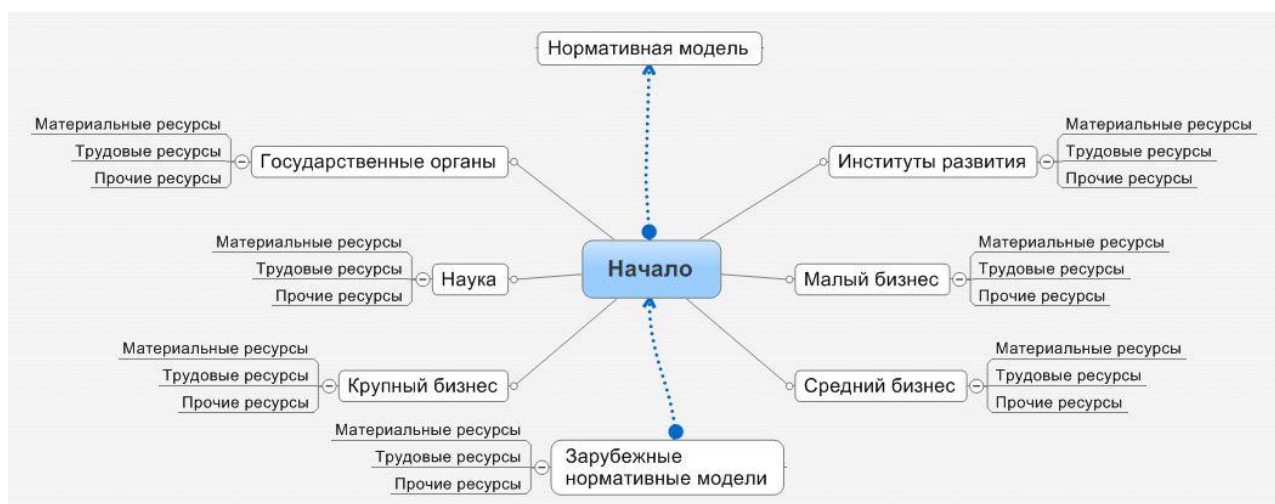 Нормативная модель
Материальные ресурсы
Трудовые ресурсы
Прочие ресурсы
Государственные органы
Институты развития
Материальные ресурсы
Трудовые ресурсы
Прочие ресурсы
Материальные ресурсы
Трудовые ресурсы
Прочие ресурсы
Наука
Начало
Малый бизнес
Материальные ресурсы
Трудовые ресурсы
Прочие ресурсы
Материальные ресурсы
Трудовые ресурсы
Прочие ресурсы
Крупный бизнес
Средний бизнес
Материальные ресурсы
Трудовые ресурсы
Прочие ресурсы
Материальные ресурсы
Трудовые ресурсы
Прочие ресурсы
Зарубежные
нормативные модели